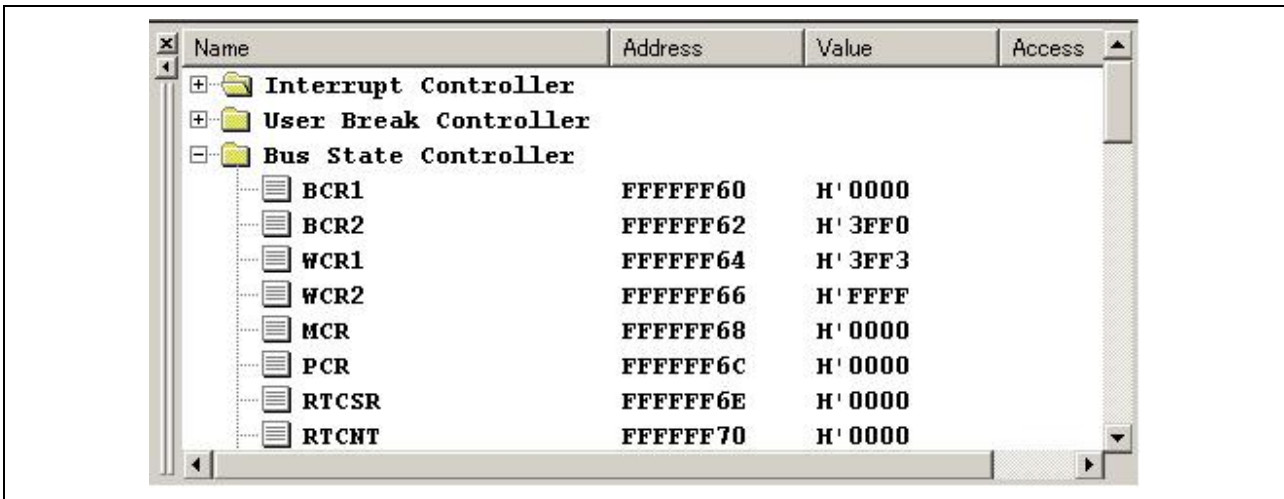 Name Address Value Access
Interrupt Controller
User Break Controller
Bus State Controller
BCR1 FFFFFF60 H'0000
BCR2 FFFFFF62 H'3FF0
WCR1 FFFFFF64 H'3FF3
WCR2 FFFFFF66 H'FFFF
MCR FFFFFF68 H'0000
PCR FFFFFF6C H'0000
RTCSR FFFFFF6E H'0000
RTCNT FFFFFF70 H'0000